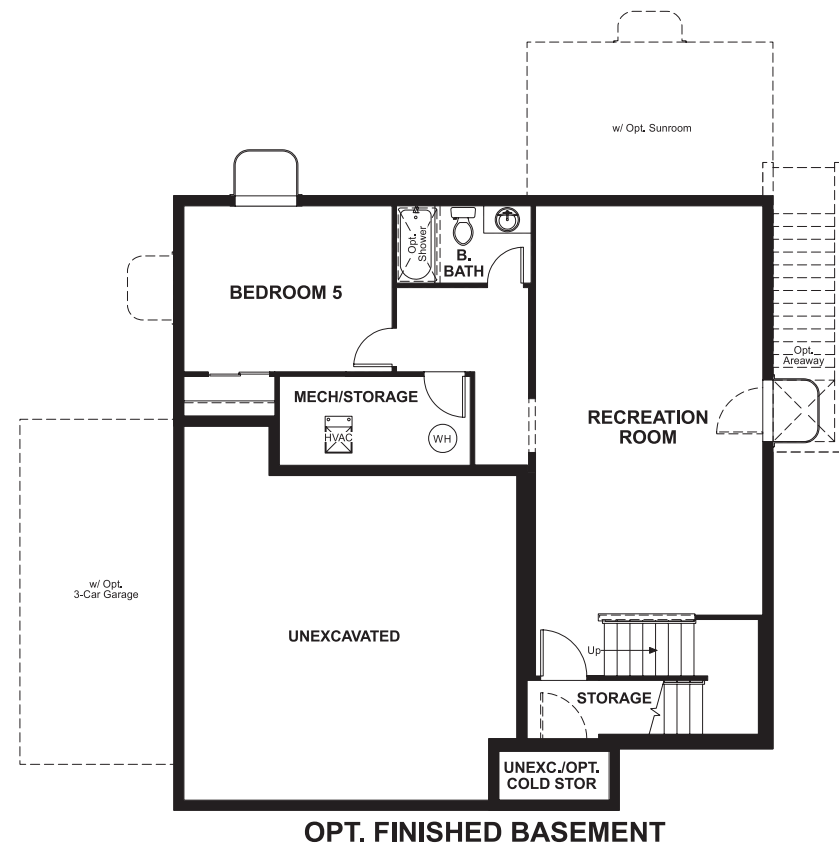 w/ Opt. Sunroom
Opt.
Shower
B.
BATH
BEDROOM 5
Opt.
Areaway
MECH/STORAGE
HVAC
WH
RECREATION
ROOM
w/ Opt.
3-Car Garage
UNEXCAVATED
Up
STORAGE
UNEXC./OPT.
COLD STOR
OPT. FINISHED BASEMENT